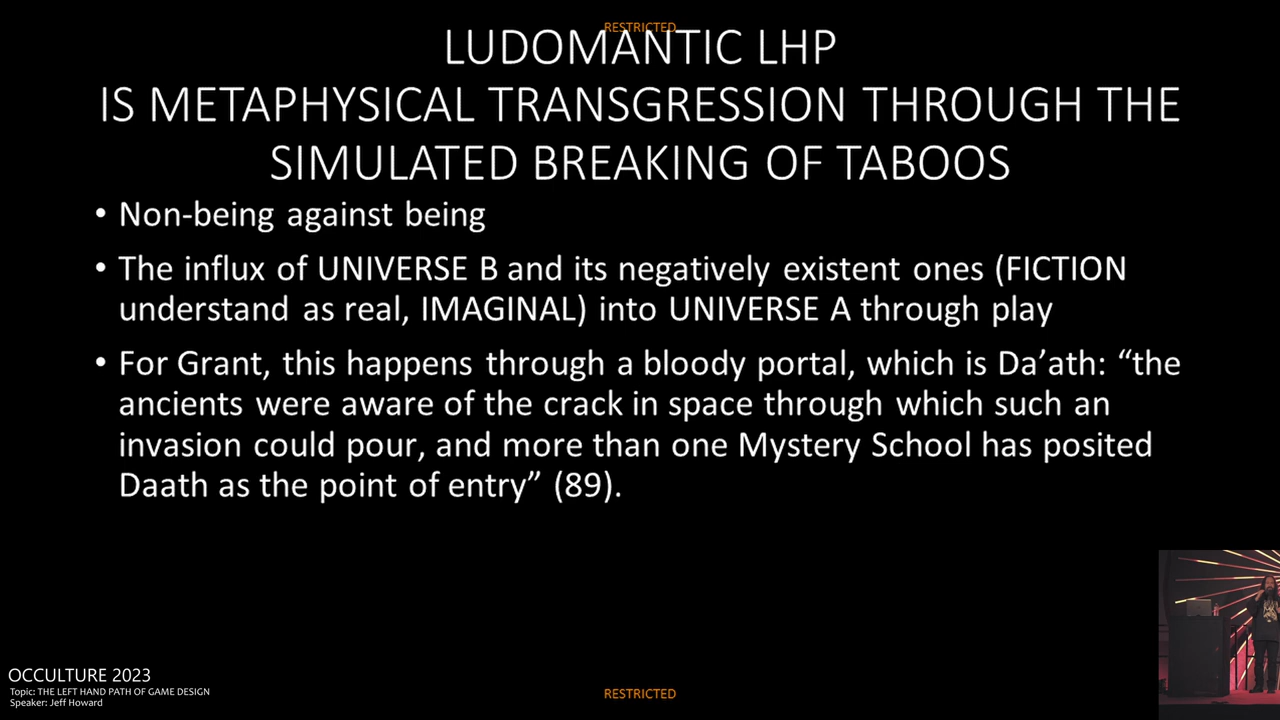 RESTRICTED
LUDOMANTIC LHP
IS METAPHYSICAL TRANSGRESSION THROUGH THE
SIMULATED BREAKING OF TABOOS
• Non-being against being
• The influx of UNIVERSE B and its negatively existent ones (FICTION
understand as real, IMAGINAL) into UNIVERSE A through play
• For Grant, this happens through a bloody portal, which is Da’ath: “the
ancients were aware of the crack in space through which such an
invasion could pour, and more than one Mystery School has posited
Daath as the point of entry” (89).
OCCULTURE 2023
Topic: THE LEFT HAND PATH OF GAME DESIGN
Speaker: Jeff Howard
RESTRICTED